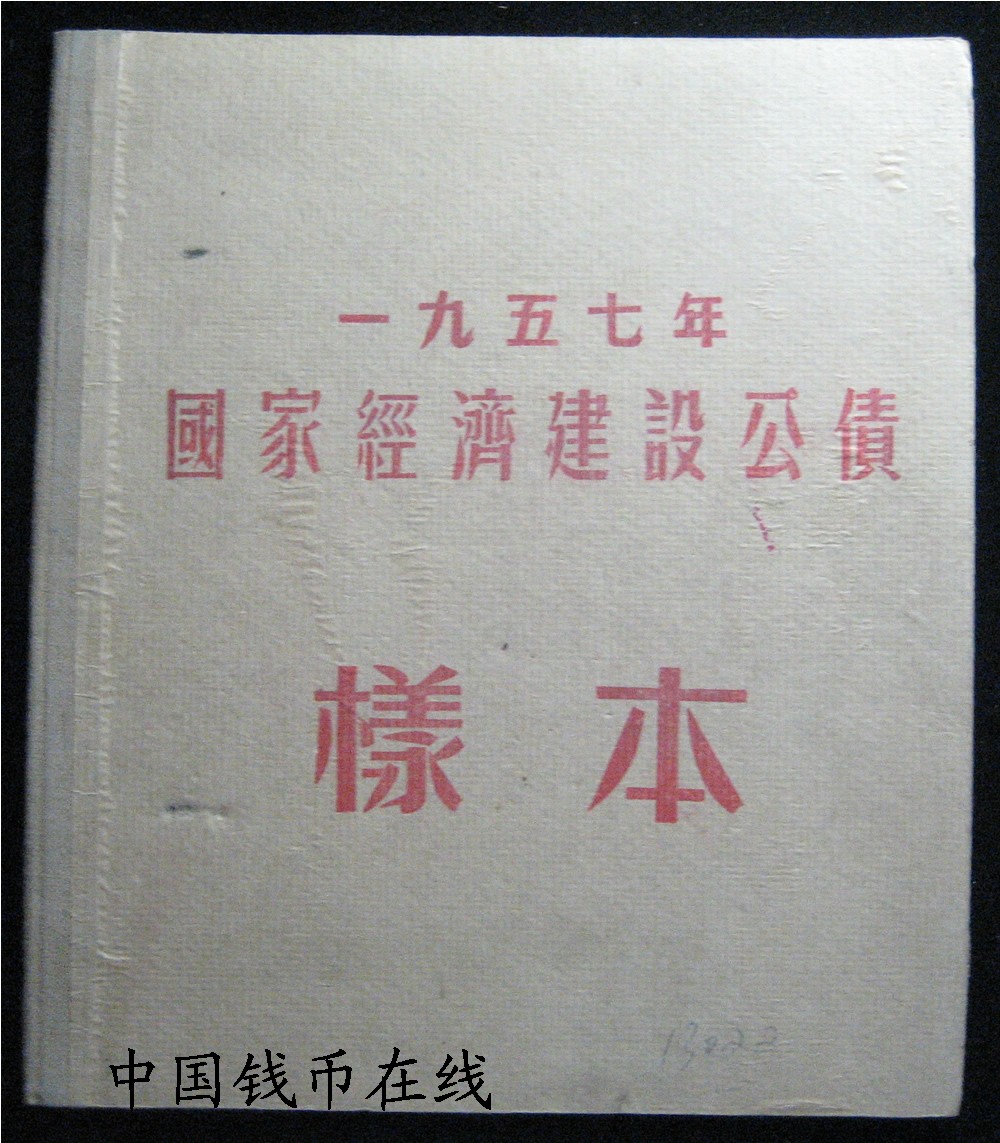 一九五七年
國家經濟建設公債
樣本
中国钱币在线